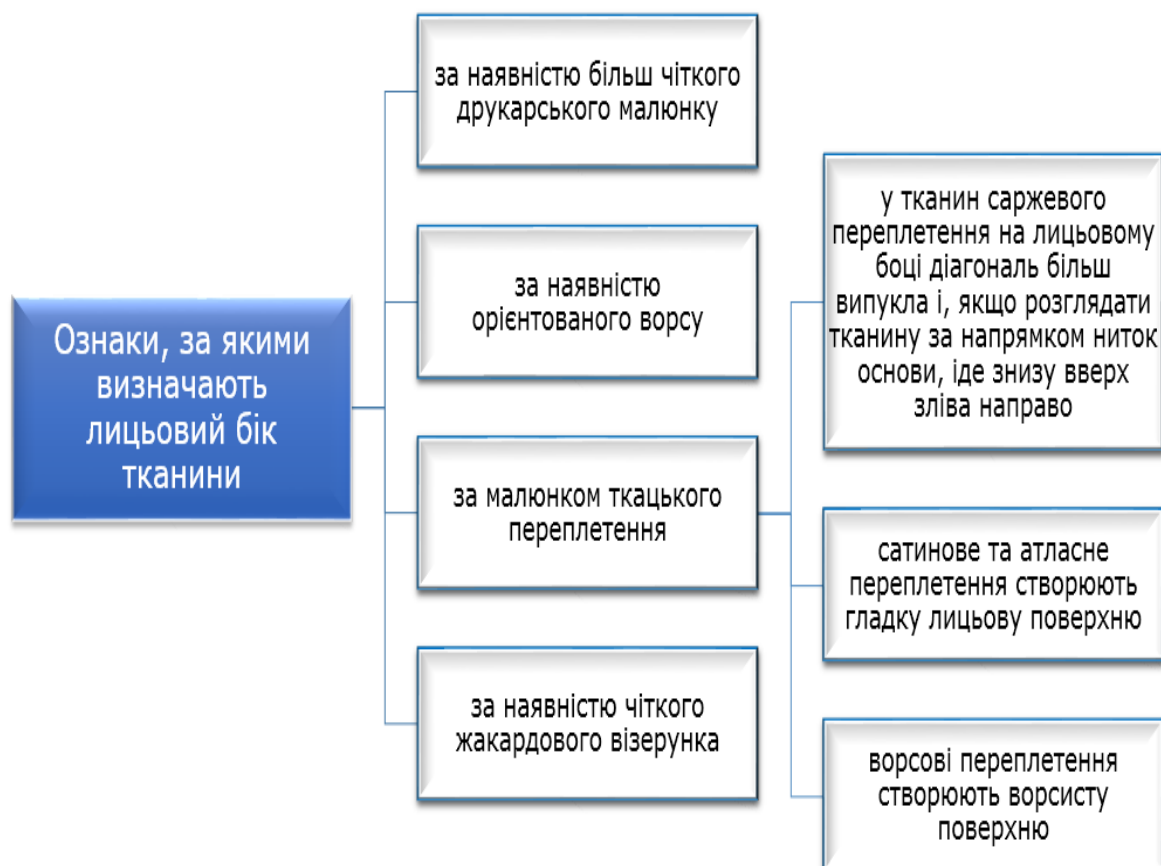 Ознаки, за якими
визначають
лицьовий бік
тканини
за наявністю більш чіткого
друкарського малюнку
за наявністю
орієнтованого ворсу
за малюнком ткацького
переплетення
за наявністю чіткого
жакардового візерунка
у тканин саржевого
переплетення на лицьовому
боці діагональ більш
випукла і, якщо розглядати
тканину за напрямком ниток
основи, іде знизу вверх
зліва направо
сатинове та атласне
переплетення створюють
гладку лицьову поверхню
ворсові переплетення
створюють ворсисту
поверхню